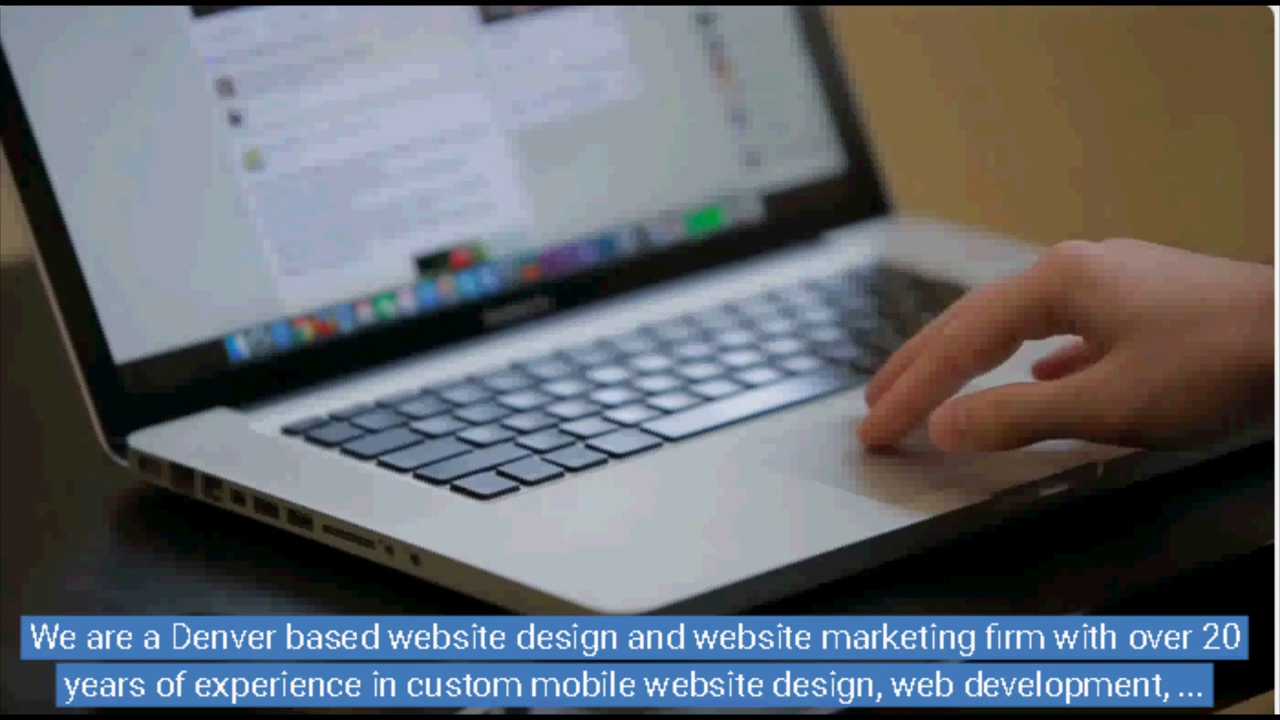 We are a Denver based website design and website marketing firm with over 20
years of experience in custom mobile website design, web development, ...